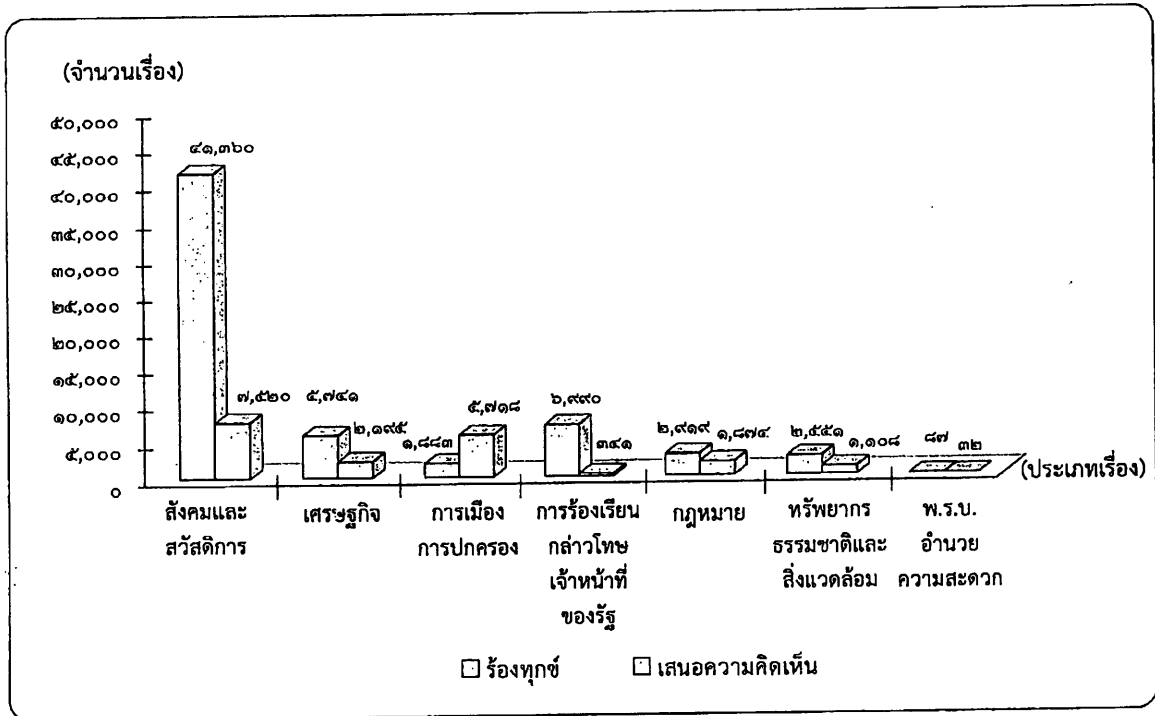 (จำนวนเรื่อง)
๕๐,๐๐๐
๔๕,๐๐๐
๔๐,๐๐๐
๓๕,๐๐๐
๓๐,๐๐๐
๒๕,๐๐๐
๒๐,๐๐๐
๑๕,๐๐๐
๑๐,๐๐๐
๕,๐๐๐
๐
๔๑,๓๖๐
๗,๕๒๐
๕,๗๔๑
๒,๑๙๕
๑,๘๘๓
๕,๗๑๘
๖,๙๙๐
๓๔๑
๒,๙๑๙
๑,๘๗๔
๒,๕๕๑
๑,๑๐๘
๘๗
๓๒
(ประเภทเรื่อง)
สังคมและ
สวัสดิการ
เศรษฐกิจ
การเมือง
การปกครอง
การร้องเรียน
กล่าวโทษ
เจ้าหน้าที่
ของรัฐ
กฎหมาย
ทรัพยากร
ธรรมชาติและ
สิ่งแวดล้อม
พ.ร.บ.
อำนวย
ความสะดวก
ร้องทุกข์
เสนอความคิดเห็น